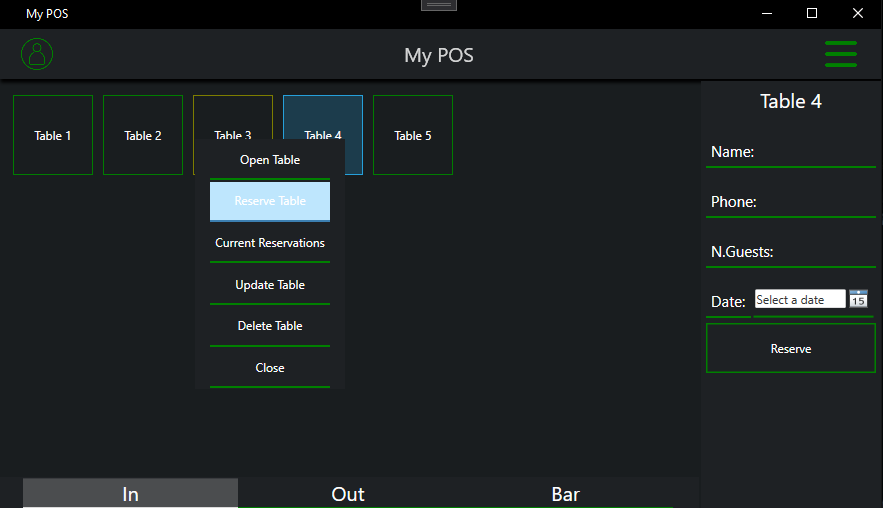 My POS
My POS
Table 1
Table 2
Table 3
Table 4
Table 5
Open Table
Reserve Table
Current Reservations
Update Table
Delete Table
Close
Table 4
Name:
Phone:
N.Guests:
Date: Select a date 15
Reserve
In Out Bar